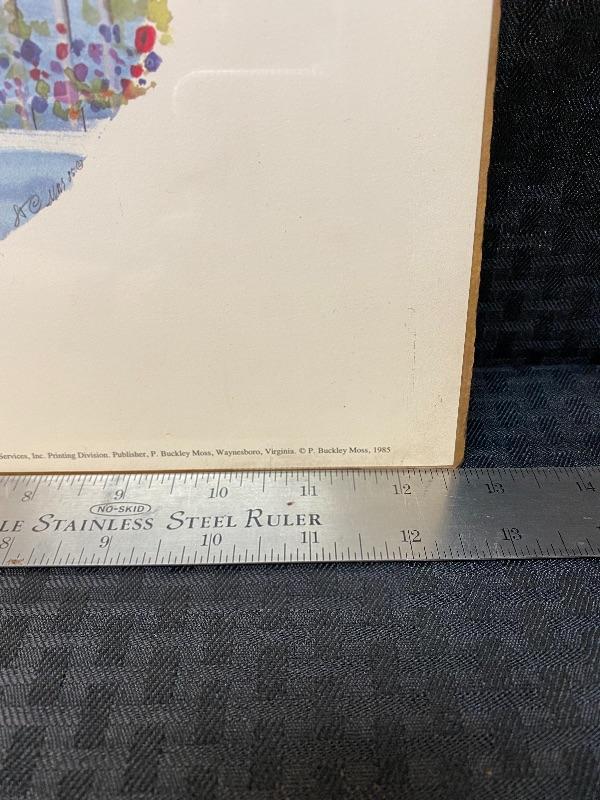 Services, Inc. Printing Division. Publisher, P. Buckley Moss, Waynesboro, Virginia. © P. Buckley Moss, 1985
8 9 10 11 12 13 14
NO-SKID
LE STAINLESS STEEL RULER
8 9 10 11 12 13